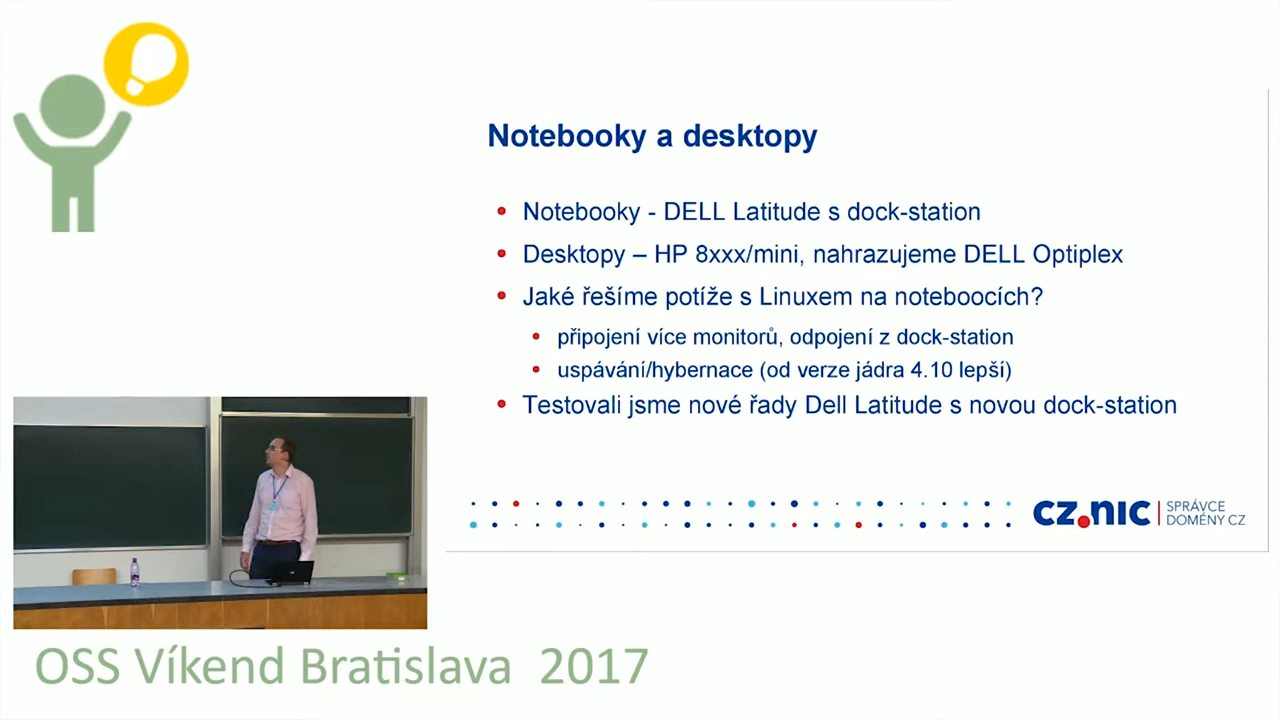 Notebooky a desktopy
Notebooky - DELL Latitude s dock-station
Desktopy – HP 8xxx/mini, nahrazujeme DELL Optiplex
Jaké řešíme potíže s Linuxem na noteboocích?
připojení více monitorů, odpojení z dock-station
uspávání/hybernace (od verze jádra 4.10 lepší)
Testovali jsme nové řady Dell Latitude s novou dock-station
CZ.NIC
SPRÁVCE
DOMÉNY CZ
OSS Víkend Bratislava 2017